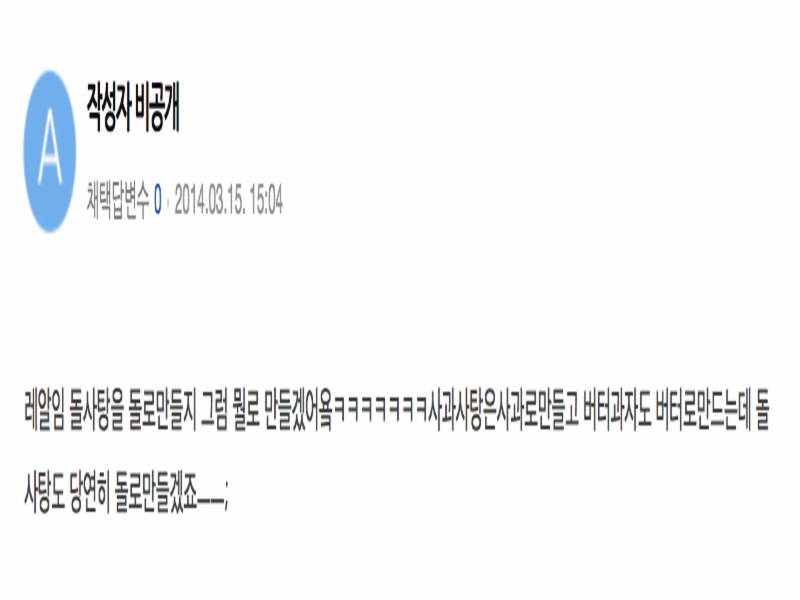 A
작성자 비공개
채택답변수 0 · 2014.03.15. 15:04
레알임 돌사탕을 돌로만들지 그럼 뭘로 만들겠어욬ㅋㅋㅋㅋㅋㅋㅋ사과사탕은사과로만들고 버터과자도 버터로만드는데 돌
사탕도 당연히 돌로만들겠죠ㅡㅡ;